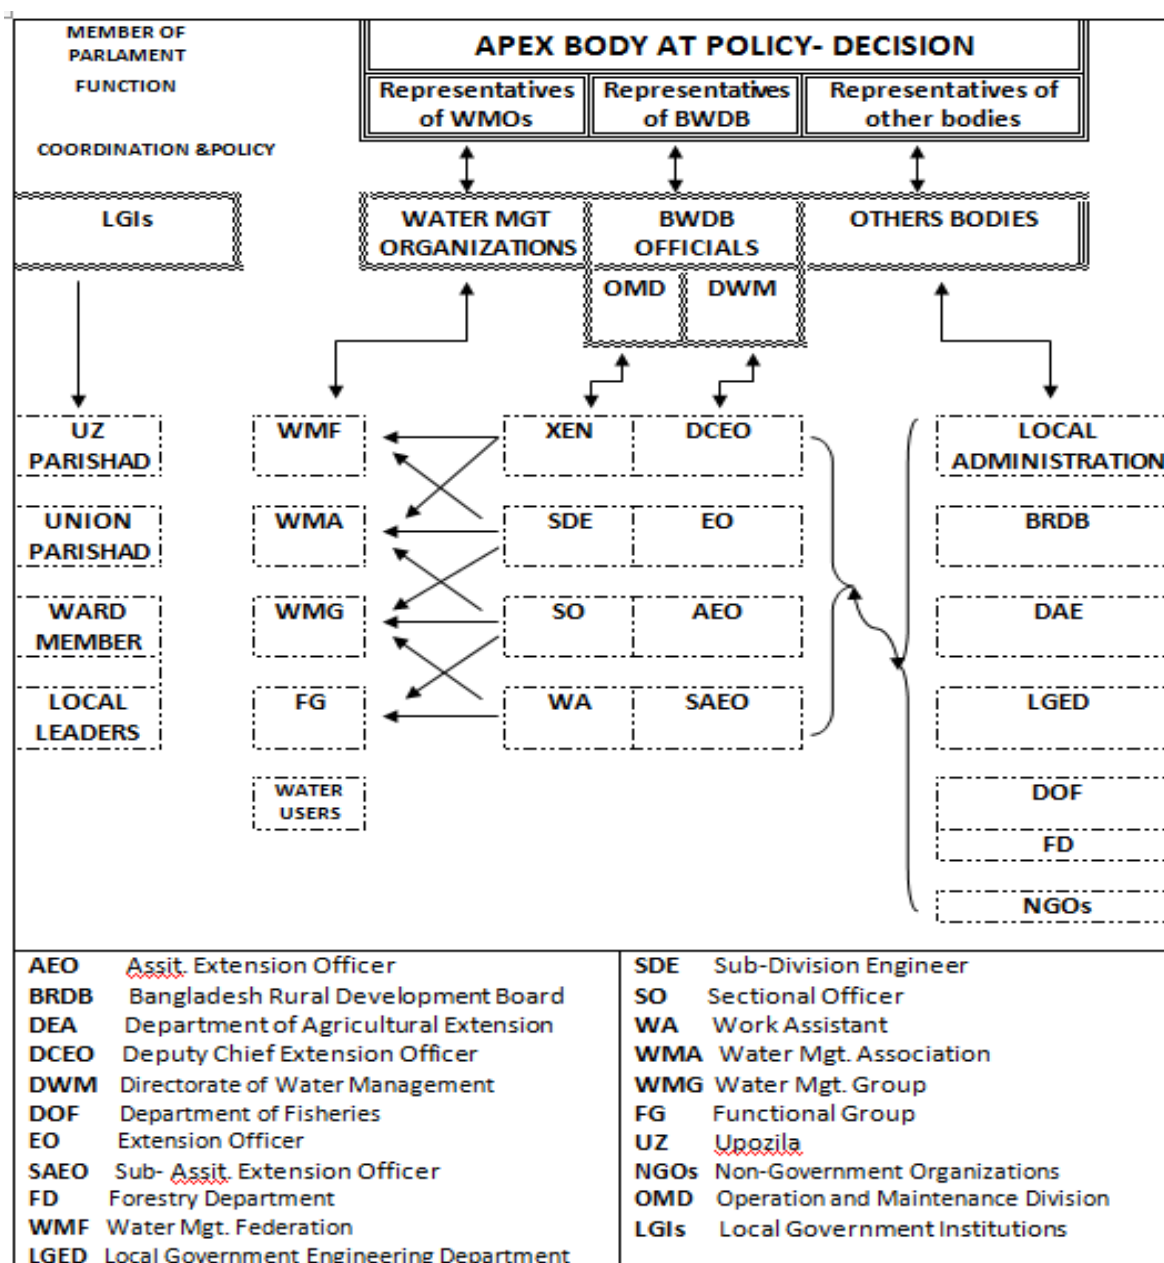 MEMBER OF
PARLAMENT
FUNCTION
COORDINATION &POLICY
APEX BODY AT POLICY- DECISION
Representatives
of WMOs
Representatives
of BWDB
Representatives of
other bodies
LGIs
WATER MGT
ORGANIZATIONS
BWDB
OFFICIALS
OTHERS BODIES
OMD
DWM
UZ
PARISHAD
WMF
XEN
DCEO
LOCAL
ADMINISTRATION
UNION
PARISHAD
WMA
SDE
EO
BRDB
WARD
MEMBER
WMG
SO
AEO
DAE
LOCAL
LEADERS
FG
WA
SAEO
LGED
WATER
USERS
DOF
FD
NGOs
AEO Assit. Extension Officer
BRDB Bangladesh Rural Development Board
DEA Department of Agricultural Extension
DCEO Deputy Chief Extension Officer
DWM Directorate of Water Management
DOF Department of Fisheries
EO Extension Officer
SAEO Sub- Assit. Extension Officer
FD Forestry Department
WMF Water Mgt. Federation
LGED Local Government Engineering Department
SDE Sub-Division Engineer
SO Sectional Officer
WA Work Assistant
WMA Water Mgt. Association
WMG Water Mgt. Group
FG Functional Group
UZ Upozila
NGOs Non-Government Organizations
OMD Operation and Maintenance Division
LGIs Local Government Institutions